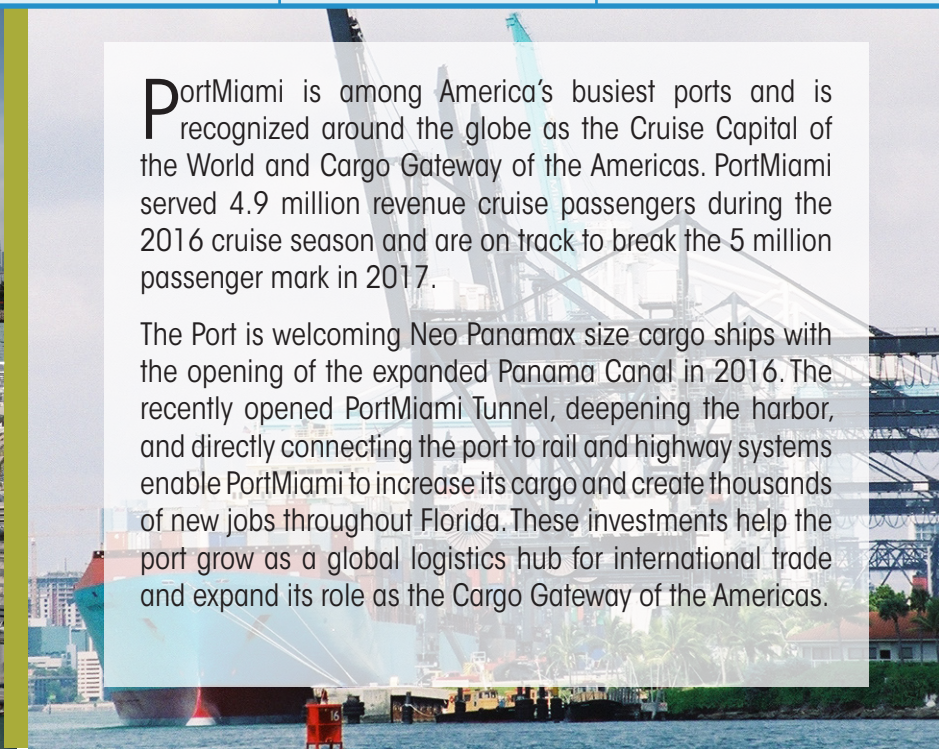 PortMiami is among America's busiest ports and is
recognized around the globe as the Cruise Capital of
the World and Cargo Gateway of the Americas. PortMiami
served 4.9 million revenue cruise passengers during the
2016 cruise season and are on track to break the 5 million
passenger mark in 2017.
The Port is welcoming Neo Panamax size cargo ships with
the opening of the expanded Panama Canal in 2016. The
recently opened PortMiami Tunnel, deepening the harbor,
and directly connecting the port to rail and highway systems
enable PortMiami to increase its cargo and create thousands
of new jobs throughout Florida. These investments help the
port grow as a global logistics hub for international trade
and expand its role as the Cargo Gateway of the Americas.
16